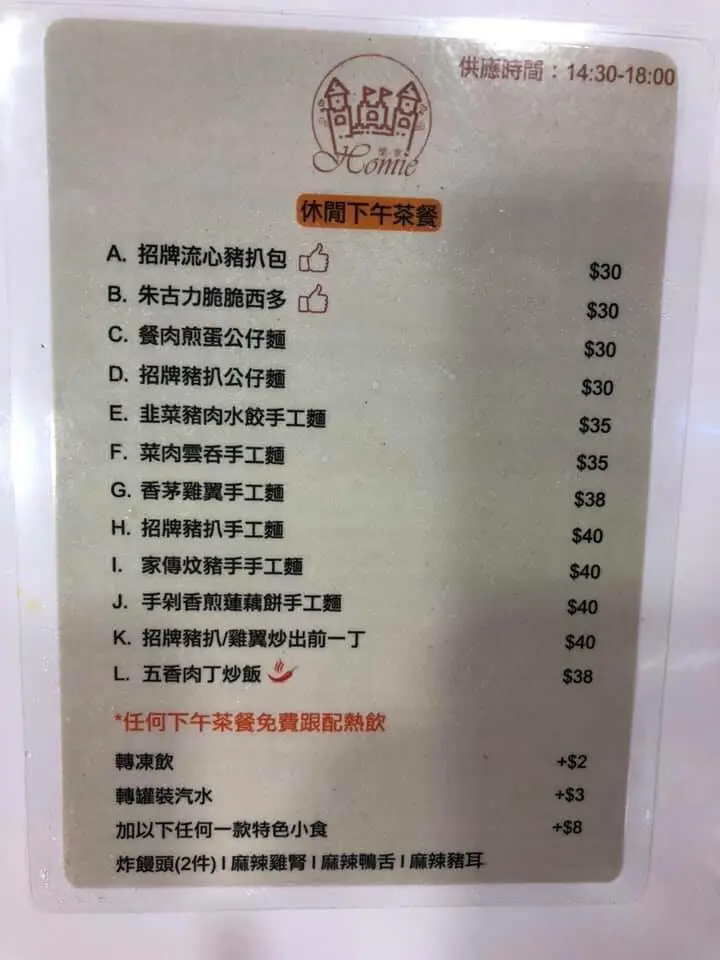 供應時間：14:30-18:00
Homie
休閒下午茶餐
A. 招牌流心豬扒包 $30
B. 朱古力脆脆西多 $30
C. 餐肉煎蛋公仔麵 $30
D. 招牌豬扒公仔麵 $30
E. 韭菜豬肉水餃手工麵 $35
F. 菜肉雲吞手工麵 $35
G. 香茅雞翼手工麵 $38
H. 招牌豬扒手工麵 $40
I. 家傳炆豬手手工麵 $40
J. 手剁香煎蓮藕餅手工麵 $40
K. 招牌豬扒/雞翼炒出前一丁 $40
L. 五香肉丁炒飯 $38
*任何下午茶餐免費跟配熱飲
轉凍飲 +$2
轉罐裝汽水 +$3
加以下任何一款特色小食 +$8
炸饅頭(2件) l 麻辣雞腎 l 麻辣鴨舌 l 麻辣豬耳